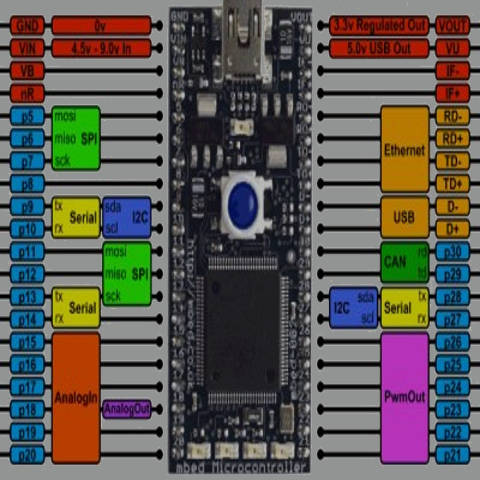 GND 0v 3.3v Regulated Out VOUT
VIN 4.5v - 9.0v in 5.0v USB Out VU
VB IF-
nR IF+
p5 mosi RD-
p6 miso SPI Ethernet RD+
p7 sck TD-
p8 TD+
p9 tx Serial sda I2C USB D-
p10 rx scl D+
p11 mosi CAN rd p30
p12 miso SPI td p29
p13 tx Serial sck I2C sda Serial tx p28
p14 rx scl rx p27
p15 p26
p16 p25
p17 AnalogIn PwmOut p24
p18 AnalogOut p23
p19 p22
p20 p21
mbed Microcontroller